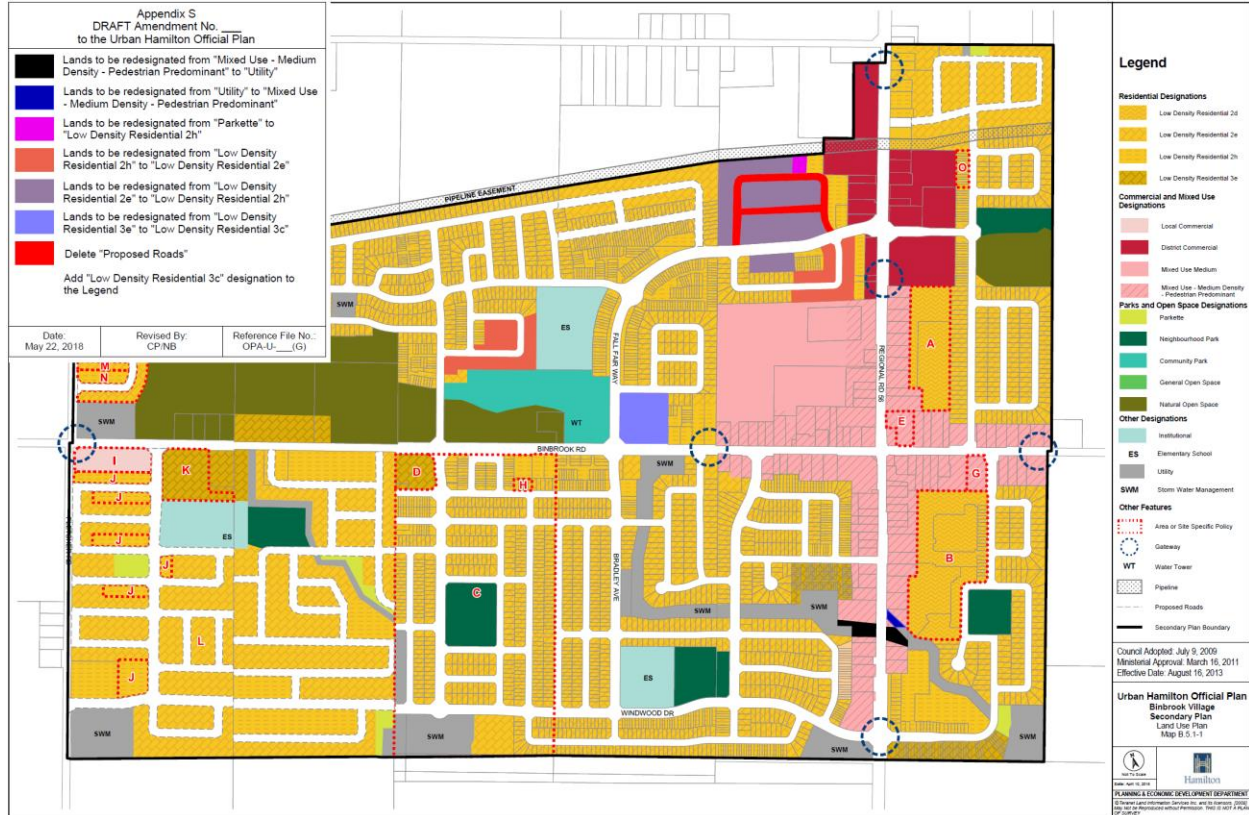 Appendix S
DRAFT Amendment No. ___
to the Urban Hamilton Official Plan
Lands to be redesignated from "Mixed Use - Medium
Density - Pedestrian Predominant" to "Utility"
Lands to be redesignated from "Utility" to "Mixed Use
- Medium Density - Pedestrian Predominant"
Lands to be redesignated from "Parkette" to
"Low Density Residential 2h"
Lands to be redesignated from "Low Density
Residential 2h" to "Low Density Residential 2e"
Lands to be redesignated from "Low Density
Residential 2e" to "Low Density Residential 2h"
Lands to be redesignated from "Low Density
Residential 3e" to "Low Density Residential 3c"
Delete "Proposed Roads"
Add "Low Density Residential 3c" designation to
the Legend
Date:
May 22, 2018
Revised By:
CP/NB
Reference File No.:
OPA-U-___(G)
PIPELINE EASEMENT
O
SWM
ES
FALL FAIR WAY
REGIONAL RD 56
A
M
N
SWM
WT
E
BINBROOK RD
I
J
K
D
H
SWM
G
J
ES
J
J
BRADLEY AVE
B
J
C
SWM
SWM
L
J
ES
WINDWOOD DR
SWM
SWM
SWM
SWM
Legend
Residential Designations
Low Density Residential 2d
Low Density Residential 2e
Low Density Residential 2h
Low Density Residential 3e
Commercial and Mixed Use
Designations
Local Commercial
District Commercial
Mixed Use Medium
Mixed Use - Medium Density
- Pedestrian Predominant
Parks and Open Space Designations
Parkette
Neighbourhood Park
Community Park
General Open Space
Natural Open Space
Other Designations
Institutional
ES Elementary School
Utility
SWM Storm Water Management
Other Features
Area or Site Specific Policy
Gateway
WT Water Tower
Pipeline
Proposed Roads
Secondary Plan Boundary
Council Adopted: July 9, 2009
Ministerial Approval: March 16, 2011
Effective Date: August 16, 2013
Urban Hamilton Official Plan
Binbrook Village
Secondary Plan
Land Use Plan
Map B.5.1-1
Not To Scale
Hamilton
PLANNING & ECONOMIC DEVELOPMENT DEPARTMENT